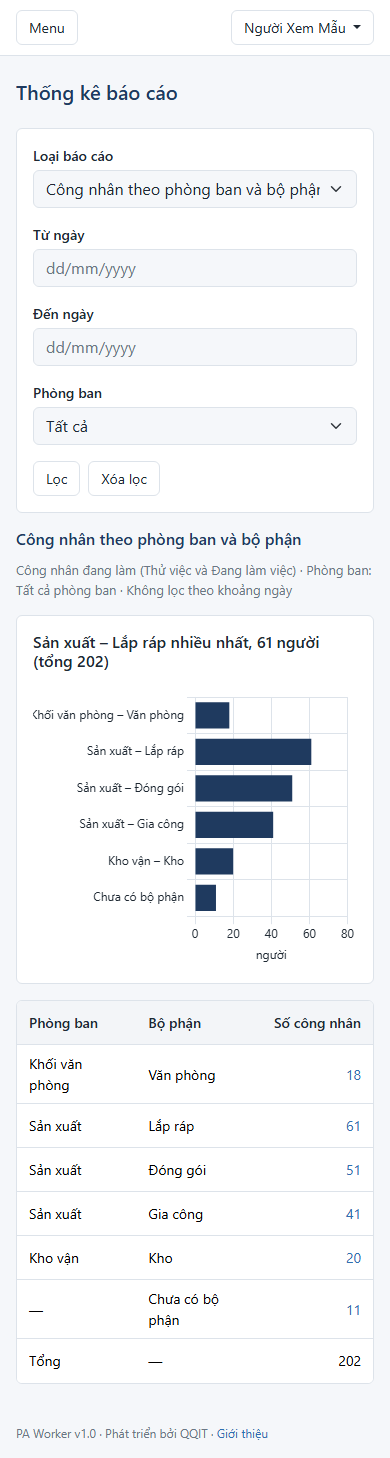 Menu
Người Xem Mẫu
Thống kê báo cáo
Loại báo cáo
Công nhân theo phòng ban và bộ phận
Từ ngày
dd/mm/yyyy
Đến ngày
dd/mm/yyyy
Phòng ban
Tất cả
Lọc Xóa lọc
Công nhân theo phòng ban và bộ phận
Công nhân đang làm (Thử việc và Đang làm việc) · Phòng ban:
Tất cả phòng ban · Không lọc theo khoảng ngày
Sản xuất – Lắp ráp nhiều nhất, 61 người
(tổng 202)
Khối văn phòng – Văn phòng
Sản xuất – Lắp ráp
Sản xuất – Đóng gói
Sản xuất – Gia công
Kho vận – Kho
Chưa có bộ phận
0 20 40 60 80
người
Phòng ban Bộ phận Số công nhân
Khối văn
phòng
Văn phòng 18
Sản xuất Lắp ráp 61
Sản xuất Đóng gói 51
Sản xuất Gia công 41
Kho vận Kho 20
— Chưa có bộ
phận
11
Tổng — 202
PA Worker v1.0 · Phát triển bởi QQIT · Giới thiệu